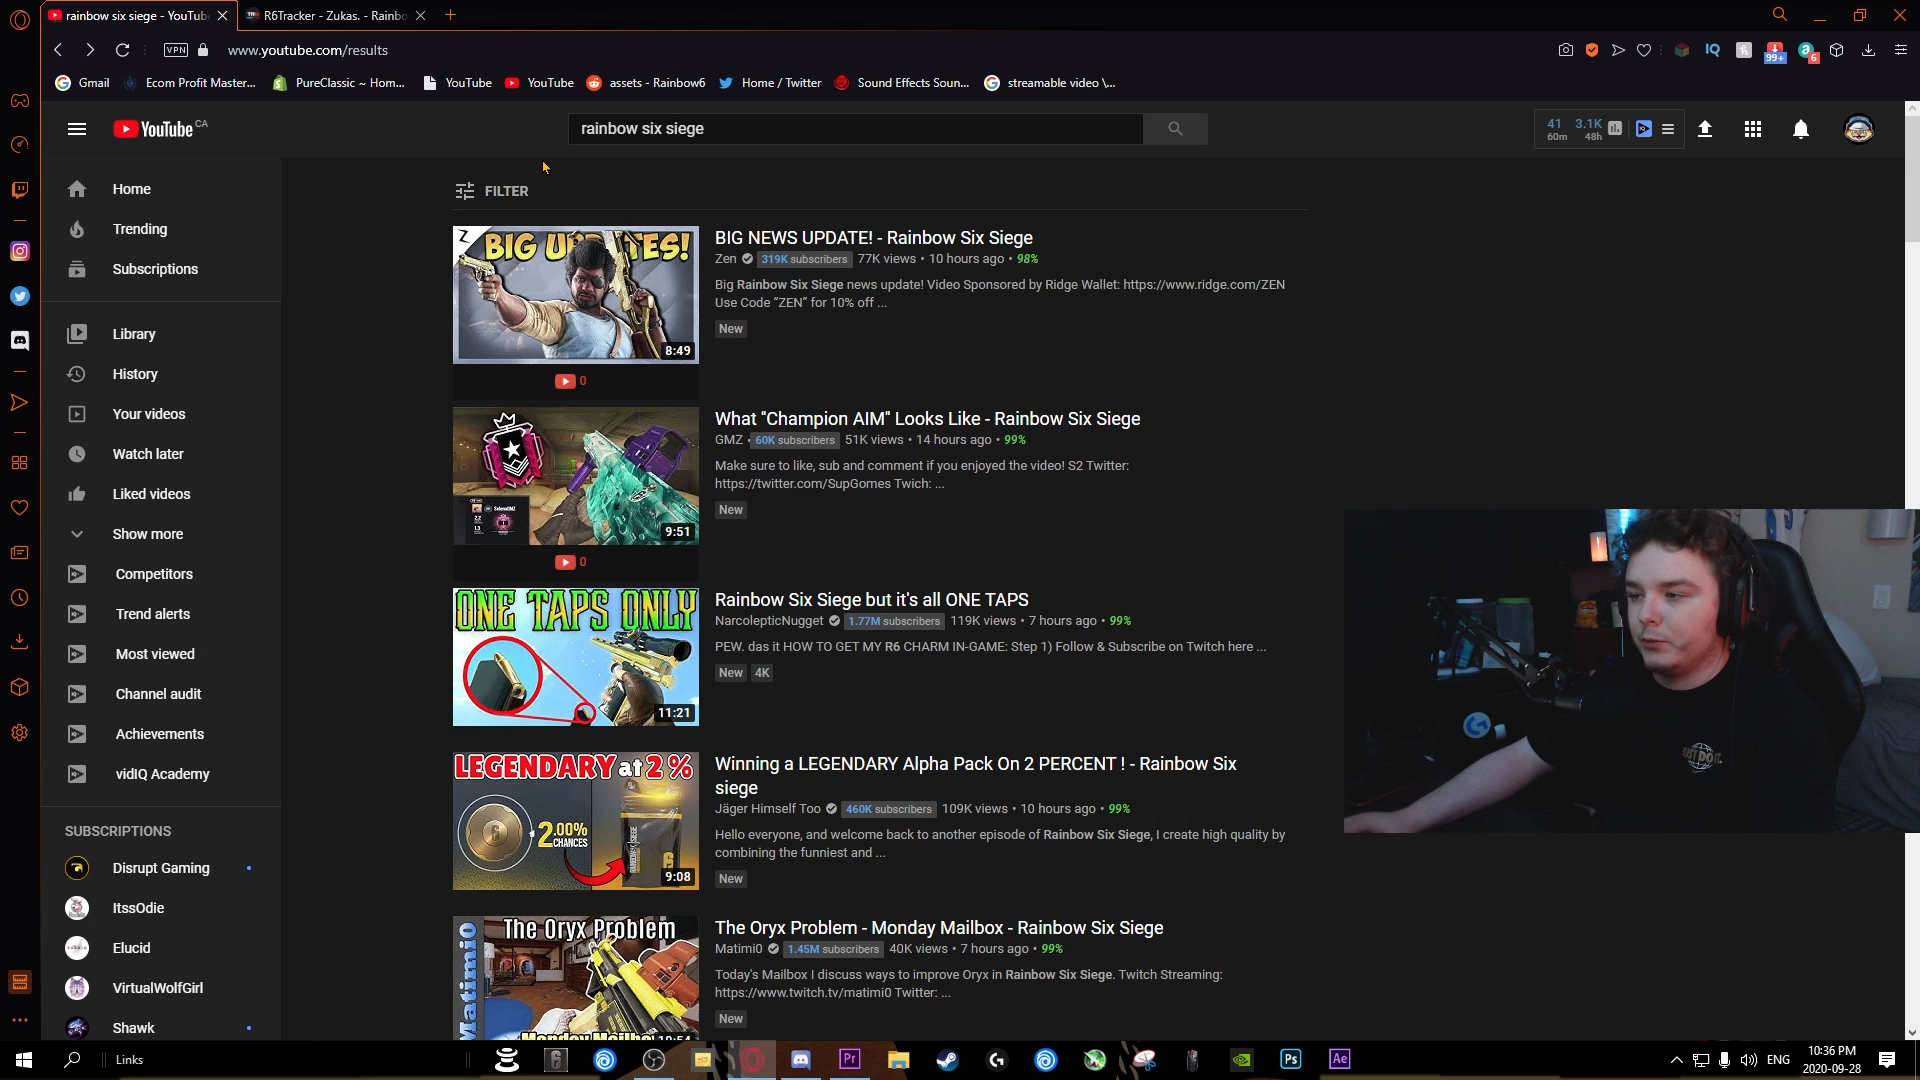 rainbow six siege - YouTub
R6Tracker - Zukas. - Rainbo
VPN
www.youtube.com/results
IQ
99+
6
Gmail
Ecom Profit Master...
PureClassic ~ Hom...
YouTube
YouTube
assets - Rainbow6
Home / Twitter
Sound Effects Soun...
streamable video \...
YouTube CA
rainbow six siege
41
60m
3.1K
48h
Home
Trending
Subscriptions
Library
History
Your videos
Watch later
Liked videos
Show more
Competitors
Trend alerts
Most viewed
Channel audit
Achievements
vidIQ Academy
SUBSCRIPTIONS
Disrupt Gaming
ItssOdie
Elucid
VirtualWolfGirl
Shawk
FILTER
Z
BIG UPDATES!
8:49
0
BIG NEWS UPDATE! - Rainbow Six Siege
Zen 319K subscribers 77K views • 10 hours ago • 98%
Big Rainbow Six Siege news update! Video Sponsored by Ridge Wallet: https://www.ridge.com/ZEN
Use Code “ZEN” for 10% off ...
New
9:51
0
What "Champion AIM" Looks Like - Rainbow Six Siege
GMZ • 60K subscribers 51K views • 14 hours ago • 99%
Make sure to like, sub and comment if you enjoyed the video! S2 Twitter:
https://twitter.com/SupGomes Twich: ...
New
ONE TAPS ONLY
11:21
Rainbow Six Siege but it's all ONE TAPS
NarcolepticNugget 1.77M subscribers 119K views • 7 hours ago • 99%
PEW. das it HOW TO GET MY R6 CHARM IN-GAME: Step 1) Follow & Subscribe on Twitch here ...
New 4K
LEGENDARY at 2 %
2.00%
CHANCES
9:08
Winning a LEGENDARY Alpha Pack On 2 PERCENT ! - Rainbow Six
siege
Jäger Himself Too 460K subscribers 109K views • 10 hours ago • 99%
Hello everyone, and welcome back to another episode of Rainbow Six Siege, I create high quality by
combining the funniest and ...
New
The Oryx Problem
Matimi0
Monday Mailbo
The Oryx Problem - Monday Mailbox - Rainbow Six Siege
Matimi0 1.45M subscribers 40K views • 7 hours ago • 99%
Today's Mailbox I discuss ways to improve Oryx in Rainbow Six Siege. Twitch Streaming:
https://www.twitch.tv/matimi0 Twitter: ...
New
JUST DO IT.
Links
Pr
Ps
Ae
ENG
10:36 PM
2020-09-28